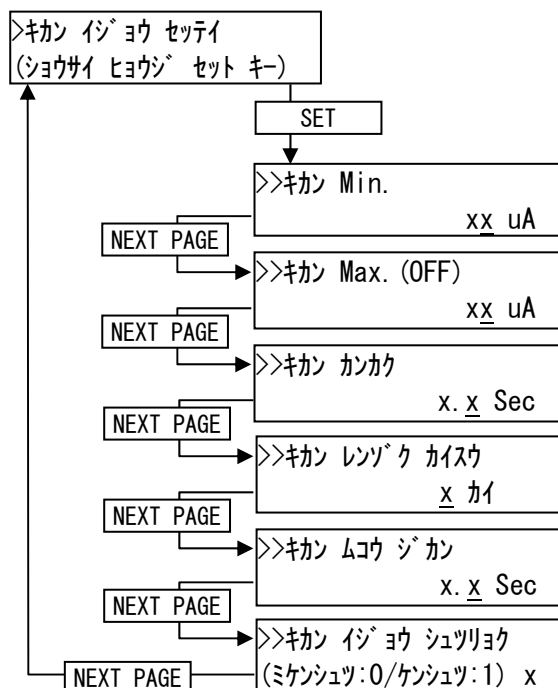 >ｷｶﾝ ｲｼﾞｮｳ ｾｯﾃｲ
(ｼｮｳｻｲ ﾋｮｳｼﾞ ｾｯﾄ ｷｰ)
SET
>>ｷｶﾝ Min.
xx uA
NEXT PAGE
>>ｷｶﾝ Max.(OFF)
xx uA
NEXT PAGE
>>ｷｶﾝ ｶﾝｶｸ
x.x Sec
NEXT PAGE
>>ｷｶﾝ ﾚﾝｿﾞｸ ｶｲｽｳ
x ｶｲ
NEXT PAGE
>>ｷｶﾝ ﾑｺｳ ｼﾞｶﾝ
x.x Sec
NEXT PAGE
>>ｷｶﾝ ｲｼﾞｮｳ ｼｭﾂﾘｮｸ
(ﾐｹﾝｼｭﾂ:0/ｹﾝｼｭﾂ:1) x
NEXT PAGE